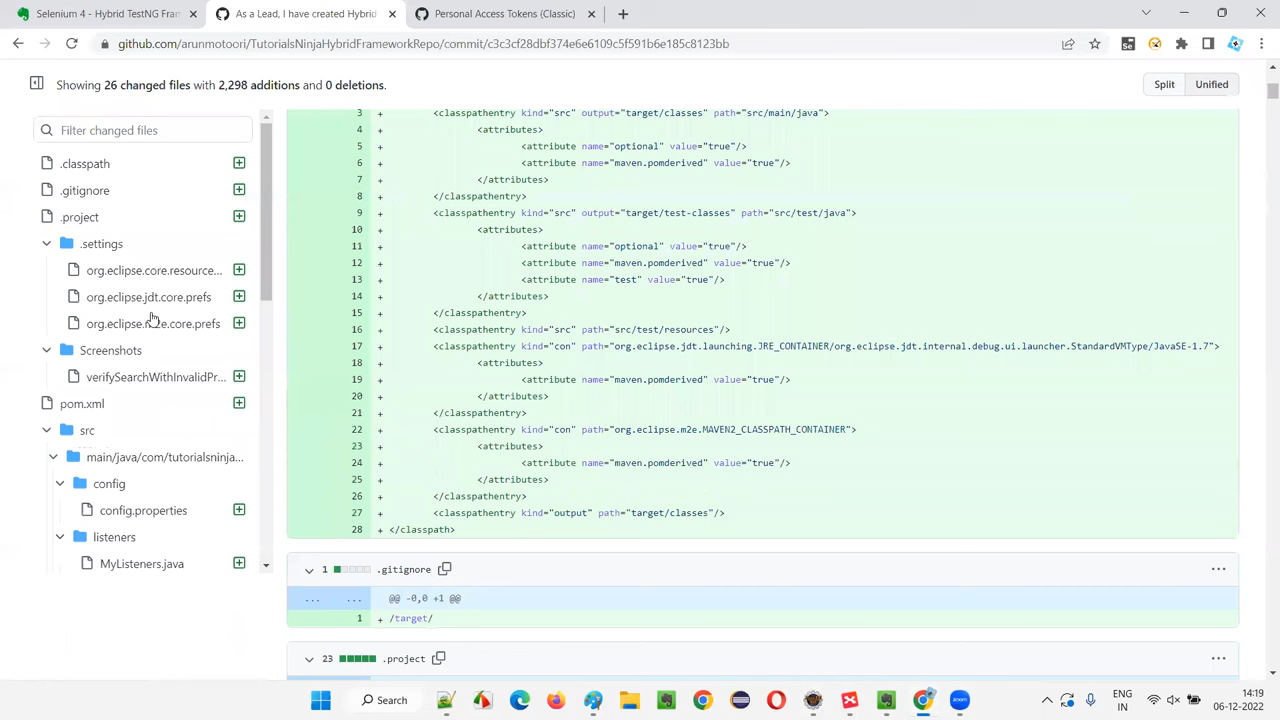 Selenium 4 - Hybrid TestNG Fram
As a Lead, I have created Hybrid
Personal Access Tokens (Classic)
github.com/arunmotoori/TutorialsNinjaHybridFrameworkRepo/commit/c3c3cf28dbf374e6e6109c5f591b6e185c8123bb
Showing 26 changed files with 2,298 additions and 0 deletions.
Split
Unified
Filter changed files
.classpath
.gitignore
.project
.settings
org.eclipse.core.resource...
org.eclipse.jdt.core.prefs
org.eclipse.m2e.core.prefs
Screenshots
verifySearchWithInvalidPr...
pom.xml
src
main/java/com/tutorialsninja...
config
config.properties
listeners
MyListeners.java
3 + <classpathentry kind="src" output="target/classes" path="src/main/java">
4 + <attributes>
5 + <attribute name="optional" value="true"/>
6 + <attribute name="maven.pomderived" value="true"/>
7 + </attributes>
8 + </classpathentry>
9 + <classpathentry kind="src" output="target/test-classes" path="src/test/java">
10 + <attributes>
11 + <attribute name="optional" value="true"/>
12 + <attribute name="maven.pomderived" value="true"/>
13 + <attribute name="test" value="true"/>
14 + </attributes>
15 + </classpathentry>
16 + <classpathentry kind="src" path="src/test/resources"/>
17 + <classpathentry kind="con" path="org.eclipse.jdt.launching.JRE_CONTAINER/org.eclipse.jdt.internal.debug.ui.launcher.StandardVMType/JavaSE-1.7">
18 + <attributes>
19 + <attribute name="maven.pomderived" value="true"/>
20 + </attributes>
21 + </classpathentry>
22 + <classpathentry kind="con" path="org.eclipse.m2e.MAVEN2_CLASSPATH_CONTAINER">
23 + <attributes>
24 + <attribute name="maven.pomderived" value="true"/>
25 + </attributes>
26 + </classpathentry>
27 + <classpathentry kind="output" path="target/classes"/>
28 + </classpath>
1 .gitignore
... ... @@ -0,0 +1 @@
1 + /target/
23 .project
Search
ENG
IN
14:19
06-12-2022